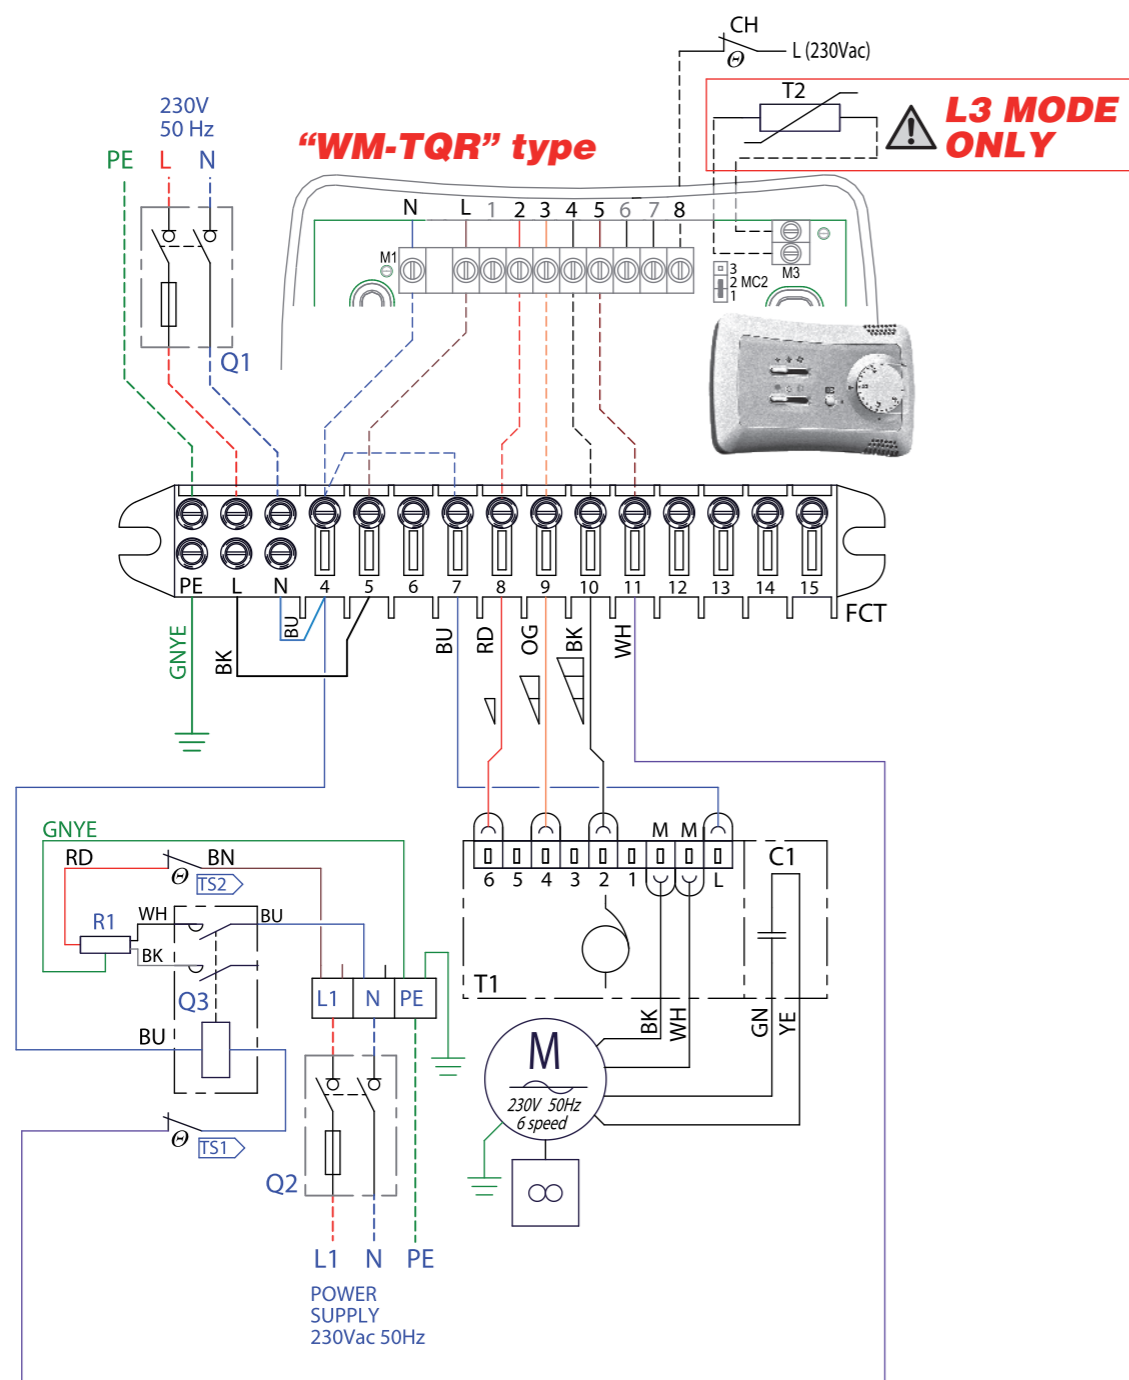 CH
L (230Vac)
T2
L3 MODE
ONLY
230V
50 Hz
“WM-TQR” type
PE L N
N L 1 2 3 4 5 6 7 8
M1
3
2 MC2
1
M3
Q1
PE L N 4 5 6 7 8 9 10 11 12 13 14 15
FCT
GNYE
BK
BU
BU
RD
OG
BK
WH
GNYE
RD
BN
TS2
Θ
Θ
R1
WH
BU
BK
Q3
BU
Θ
TS1
L1 N PE
Q2
L1 N PE
POWER
SUPPLY
230Vac 50Hz
M M
6 5 4 3 2 1 L
C1
T1
BK
WH
GN
YE
M
230V 50Hz
6 speed